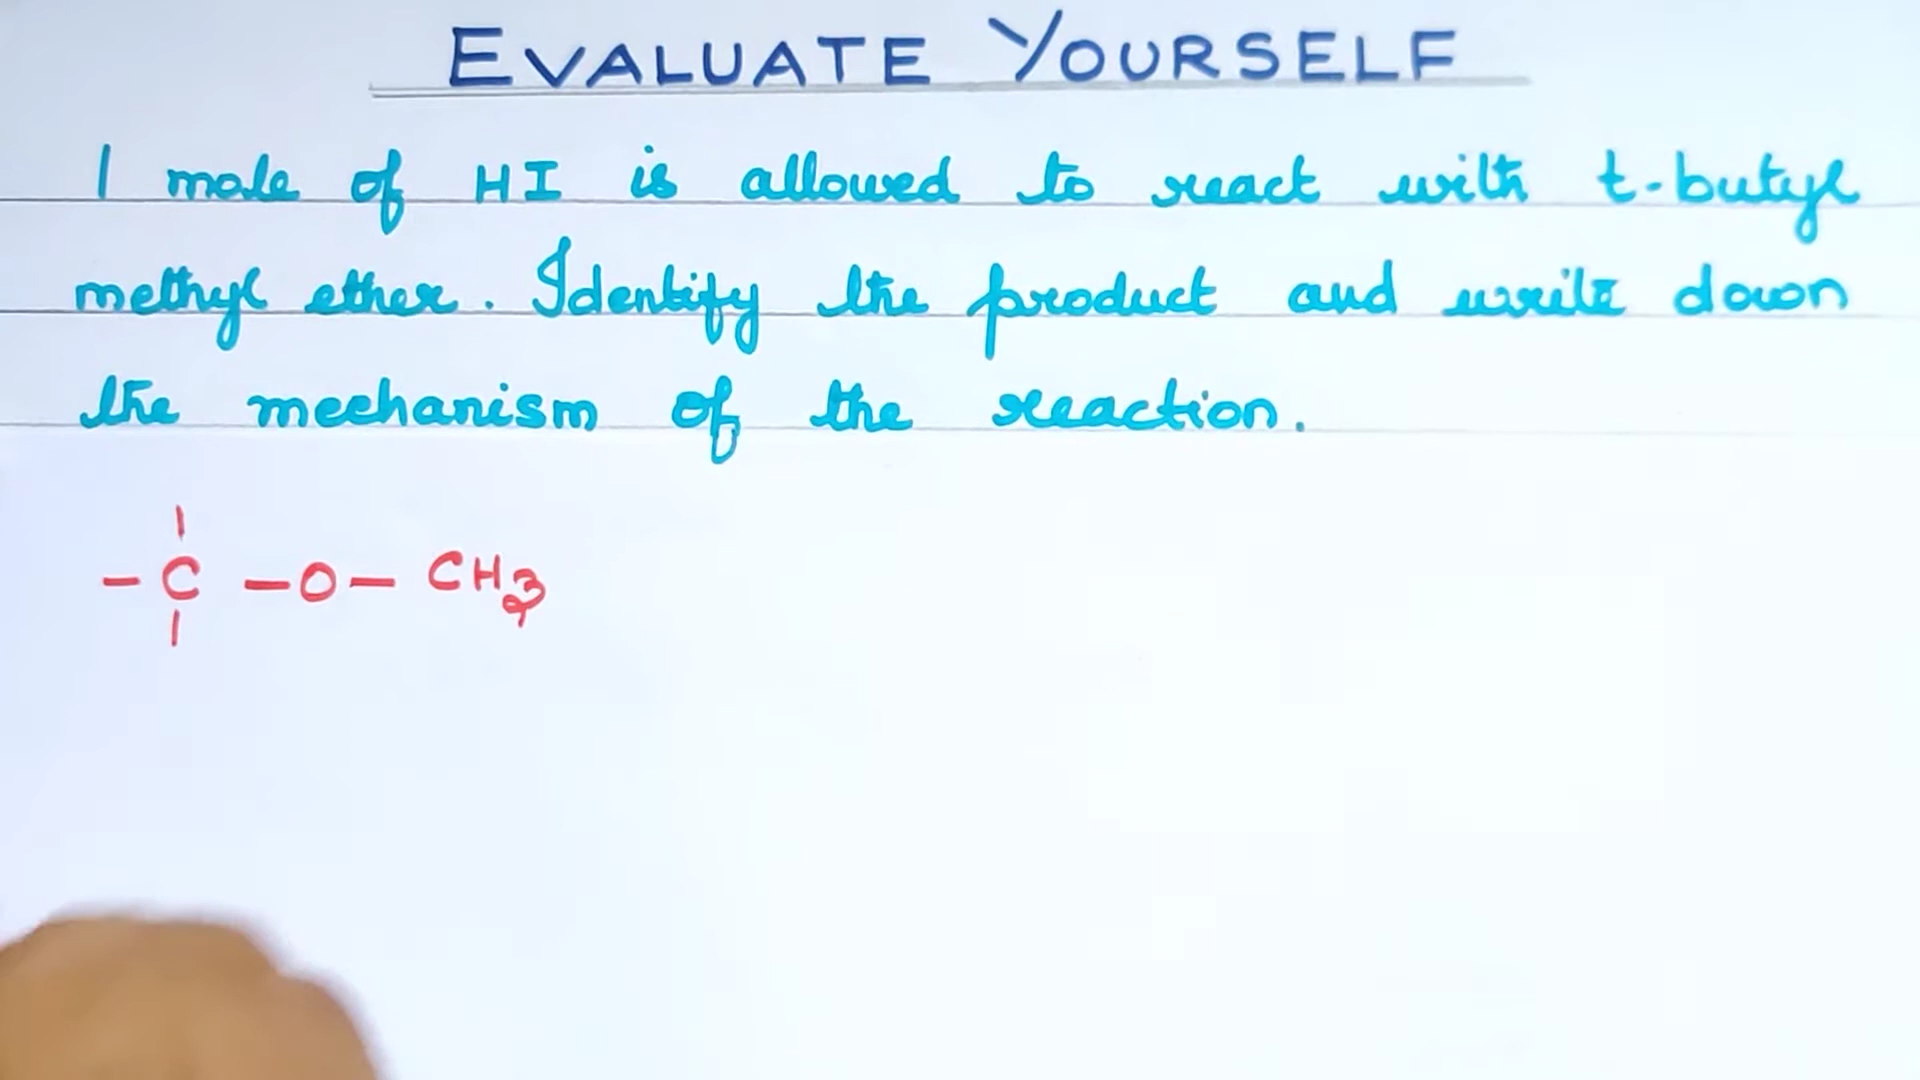 EVALUATE YOURSELF
1 mole of HI is allowed to react with t-butyl
methyl ether. Identify the product and write down
the mechanism of the reaction.
|
- C - O - CH3
|